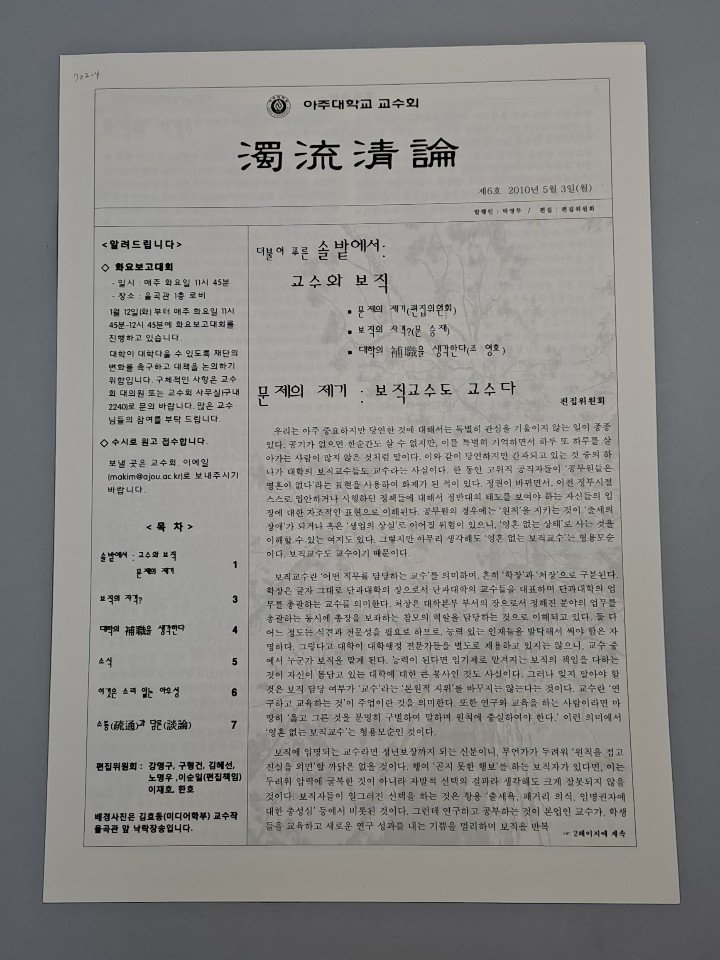 702-4
아주대학교 교수회
濁流清論
제6호 2010년 5월 3일(월)
발행인 : 박영무 / 편집 : 편집위원회
<알려드립니다>
◇ 화요보고대회
- 일시 : 매주 화요일 11시 45분
- 장소 : 율곡관 1층 로비
1월 12일(화)부터 매주 화요일 11시
45분-12시 45분에 화요보고대회를
진행하고 있습니다.
대학이 대학다울 수 있도록 재단의
변화를 촉구하고 대책을 논의하기
위함입니다. 구체적인 사항은 교수
회 대의원 또는 교수회 사무실(구내
2240)로 문의 바랍니다. 많은 교수
님들의 참여를 부탁 드립니다.
◇ 수시로 원고 접수합니다.
보낼 곳은 교수회. 이메일
(makim@ajou.ac.kr)로 보내주시기
바랍니다.
< 목 차 >
솔밭에서 : 교수와 보직
문제의 제기 1
보직의 자격? 3
대학의 補職을 생각한다 4
소식 5
이것은 소리 없는 아우성 6
소통(疏通)과 담론(談論) 7
편집위원회 : 강명구, 구형건, 김혜선,
노명우, 이순일(편집책임)
이재호, 한호
배경사진은 김효동(미디어학부) 교수작
율곡관 앞 낙락장송입니다.
더불어 푸른 솔밭에서:
교수와 보직
▪ 문제의 제기(편집위원회)
▪ 보직의 자격?(문 승재)
▪ 대학의 補職을 생각한다(조 영호)
문제의 제기 : 보직교수도 교수다
편집위원회
우리는 아주 중요하지만 당연한 것에 대해서는 특별히 관심을 기울이지 않는 일이 종종
있다. 공기가 없으면 한순간도 살 수 없지만, 이를 특별히 기억하면서 하루 또 하루를 살
아가는 사람이 많지 않은 것처럼 말이다. 이와 같이 당연하지만 간과되고 있는 것 중의 하
나가 대학의 보직교수들도 교수라는 사실이다. 한 동안 고위직 공직자들이 '공무원들은
영혼이 없다'라는 표현을 사용하여 화제가 된 적이 있다. 정권이 바뀌면서, 이전 정부시절
스스로 입안하거나 시행하던 정책들에 대해서 정반대의 태도를 보여야 하는 자신들의 입
장에 대한 자조적인 표현으로 이해된다. 공무원의 경우에는 '원칙'을 지키는 것이 '출세의
장애'가 되거나 혹은 '생업의 상실'로 이어질 위험이 있으니, '영혼 없는 상태'로 사는 것을
이해할 수 있는 여지도 있다. 그렇지만 아무리 생각해도 '영혼 없는 보직교수'는 형용모순
이다. 보직교수도 교수이기 때문이다.
보직교수란 '어떤 직무를 담당하는 교수'를 의미하며, 흔히 '학장'과 '처장'으로 구분된다.
학장은 글자 그대로 단과대학의 장으로서 단과대학의 교수들을 대표하며 단과대학의 업
무를 총괄하는 교수를 의미한다. 처장은 대학본부 부서의 장으로서 정해진 분야의 업무를
총괄하는 동시에 총장을 보좌하는 참모의 역할을 담당하는 것으로 이해되고 있다. 둘 다
어느 정도는 식견과 전문성을 필요로 하므로, 능력 있는 인재들을 발탁해서 써야 함은 자
명하다. 그렇다고 대학이 대학행정 전문가들을 별도로 채용하고 있지는 않으니, 교수 중
에서 누군가 보직을 맡게 된다. 능력이 된다면 임기제로 맡겨지는 보직의 책임을 다하는
것이 자신이 몸담고 있는 대학에 대한 큰 봉사인 것도 사실이다. 그러나 잊지 말아야 할
것은 보직 담당 여부가 '교수'라는 '본원적 지위'를 바꾸지는 않는다는 것이다. 교수란 '연
구하고 교육하는 것'이 주업이란 것을 의미한다. 또한 연구와 교육을 하는 사람이라면 마
땅히 '옳고 그른 것을 분명히 구별하여 말하며 원칙에 충실하여야 한다.' 이런 의미에서
'영혼 없는 보직교수'는 형용모순인 것이다.
보직에 임명되는 교수라면 정년보장까지 되는 신분이니, 무언가가 두려워 '원칙을 접고
진실을 외면'할 까닭은 없을 것이다. 행여 '곧지 못한 행보'를 하는 보직자가 있다면, 이는
두려워 압력에 굴복한 것이 아니라 자발적 선택의 결과라 생각해도 크게 잘못되지 않을
것이다. 보직자들이 일그러진 선택을 하는 것은 항용 '출세욕, 패거리 의식, 임명권자에
대한 충성심' 등에서 비롯된 것이다. 그런데 연구하고 공부하는 것이 본업인 교수가, 학생
들을 교육하고 새로운 연구 성과를 내는 기쁨을 멀리하며 보직을 반복
☞ 2페이지에 계속